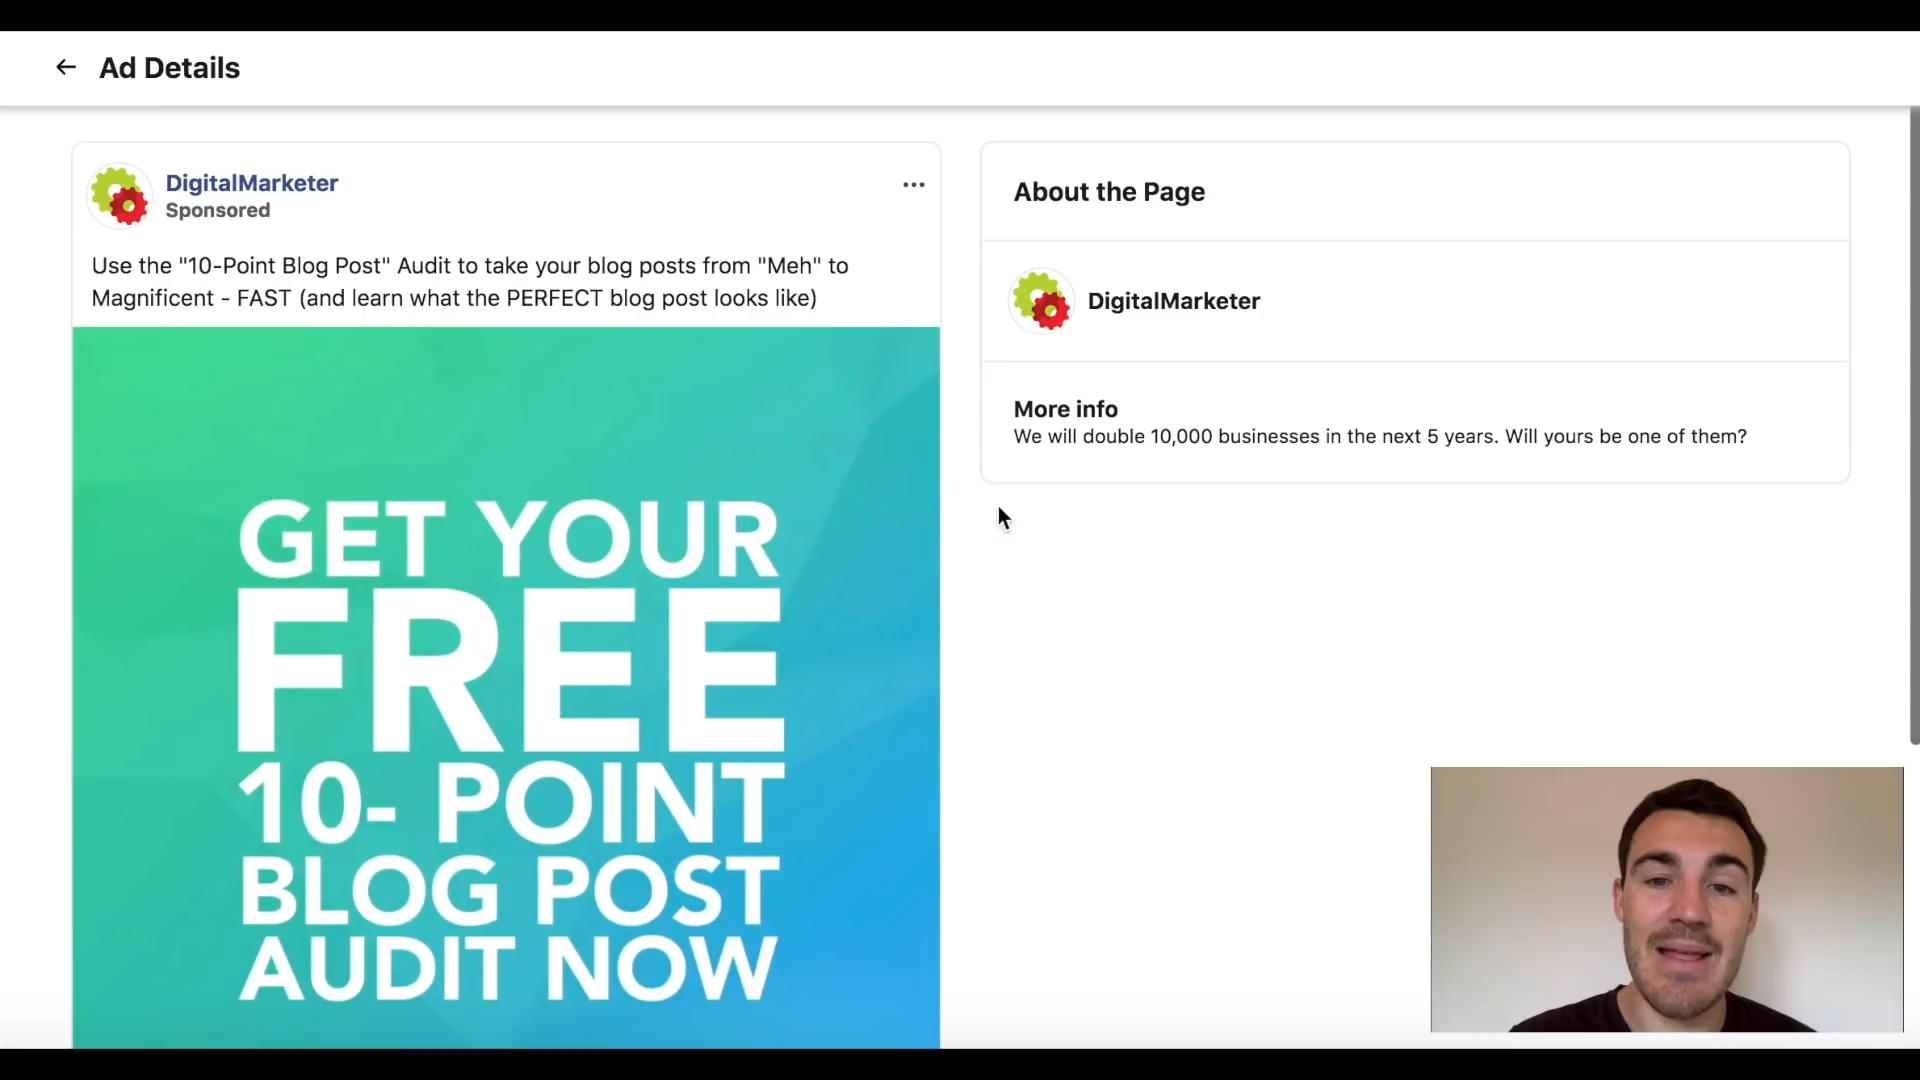 Ad Details
DigitalMarketer
Sponsored
Use the "10-Point Blog Post" Audit to take your blog posts from "Meh" to
Magnificent - FAST (and learn what the PERFECT blog post looks like)
GET YOUR
FREE
10- POINT
BLOG POST
AUDIT NOW
About the Page
DigitalMarketer
More info
We will double 10,000 businesses in the next 5 years. Will yours be one of them?